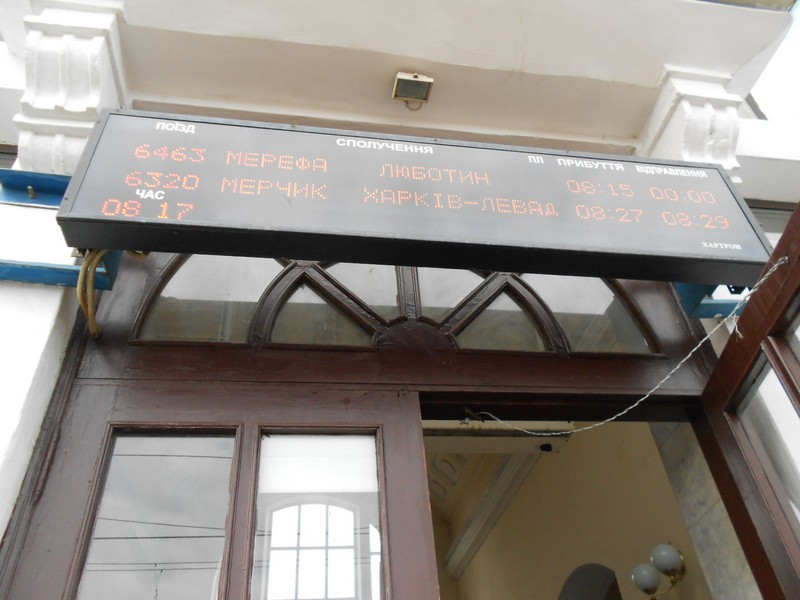 ПОЇЗД СПОЛУЧЕННЯ ПЛ ПРИБУТТЯ ВІДПРАВЛЕННЯ
6463 МЕРЕФА ЛЮБОТИН 08:15 00:00
6320 МЕРЧИК ХАРКІВ-ЛЕВАД 08:27 08:29
ЧАС
08 17
ХАРТРОН